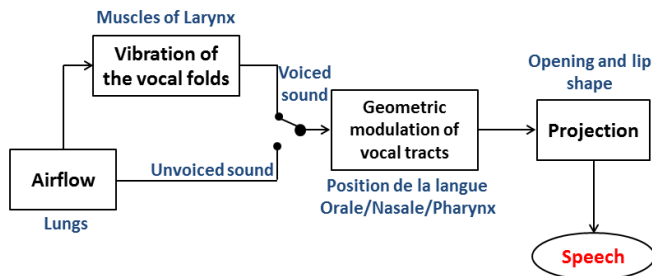 Muscles of Larynx
Vibration of
the vocal folds
Voiced
sound
Opening and lip
shape
Geometric
modulation of
vocal tracts
Projection
Airflow
Unvoiced sound
Lungs
Position de la langue
Orale/Nasale/Pharynx
Speech